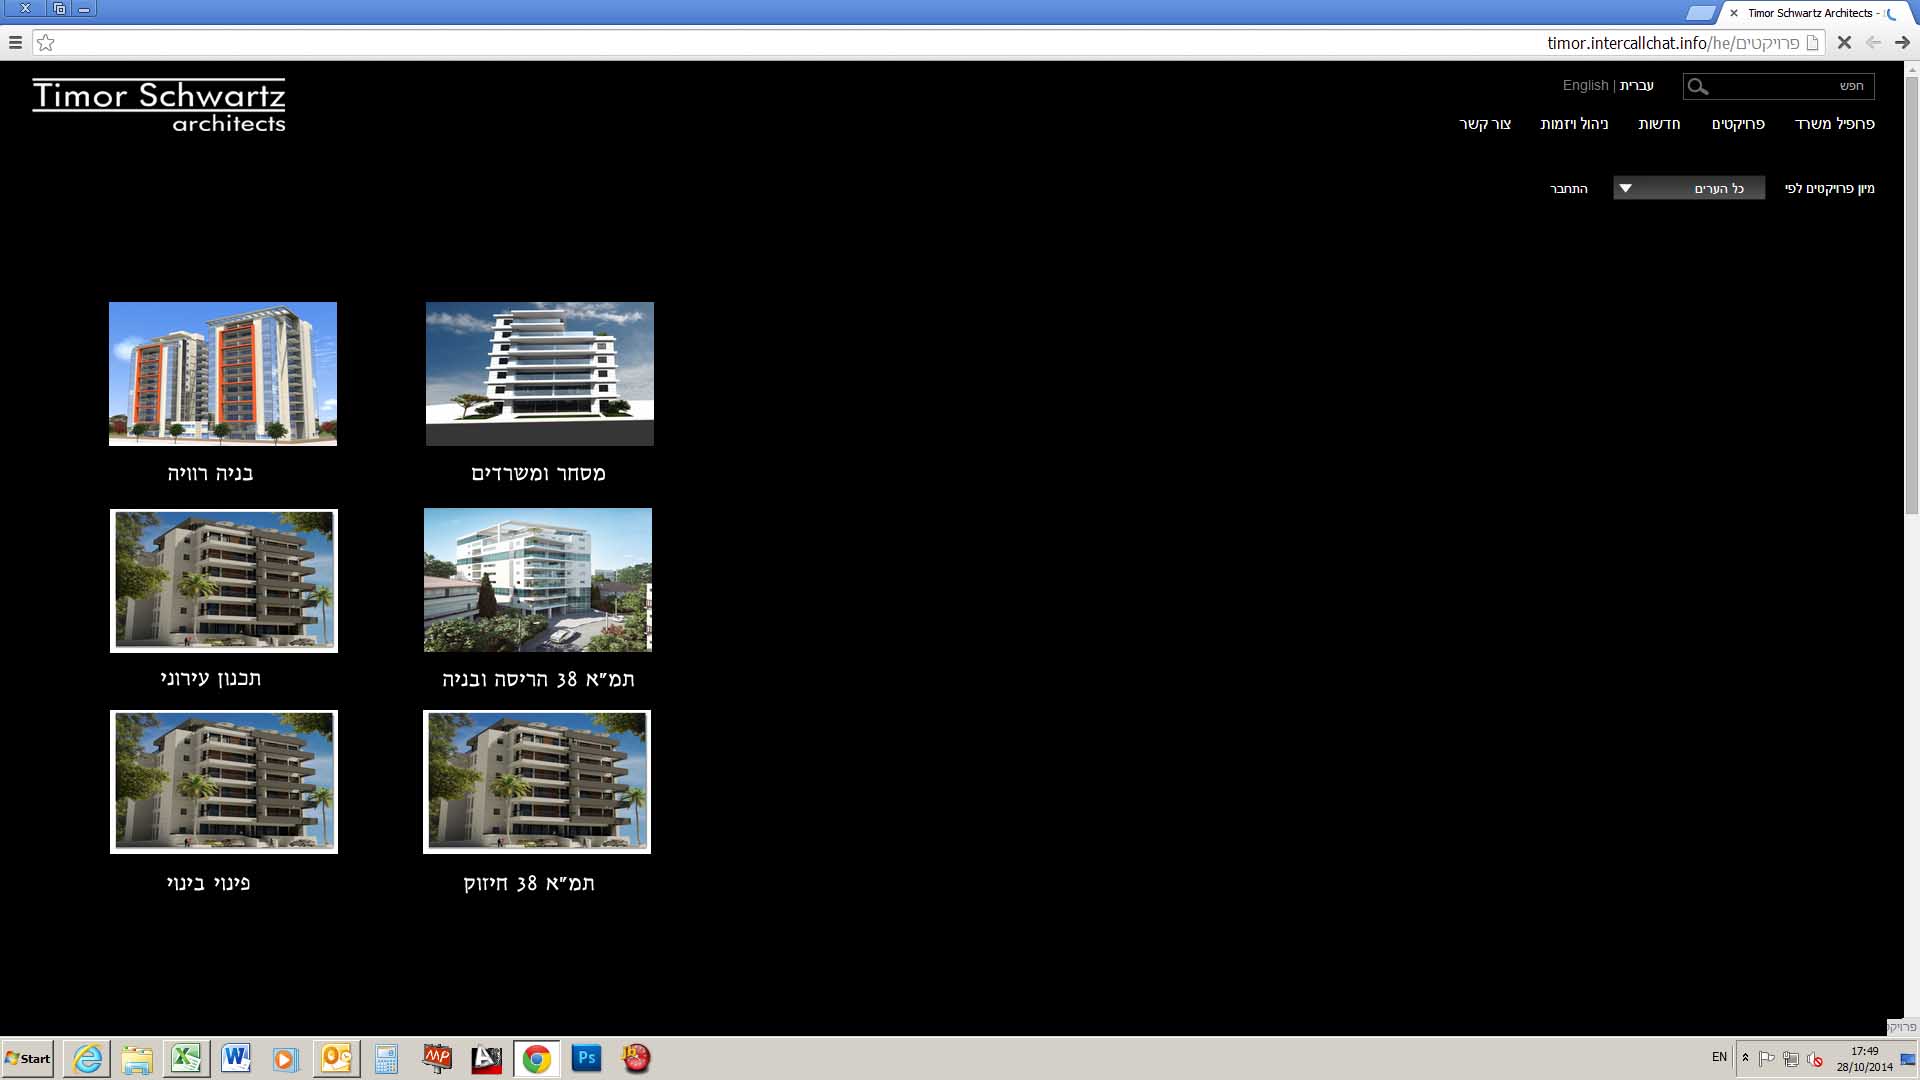 Timor Schwartz Architects -
timor.intercallchat.info/he/פרויקטים
Timor Schwartz
architects
חפש
עברית | English
פרופיל משרד
פרויקטים
חדשות
ניהול ויזמות
צור קשר
מיון פרויקטים לפי
כל הערים
התחבר
מסחר ומשרדים
בניה רוויה
תמ"א 38 הריסה ובניה
תכנון עירוני
תמ"א 38 חיזוק
פינוי בינוי
Start
W
MP
A
Ps
EN
17:49
28/10/2014